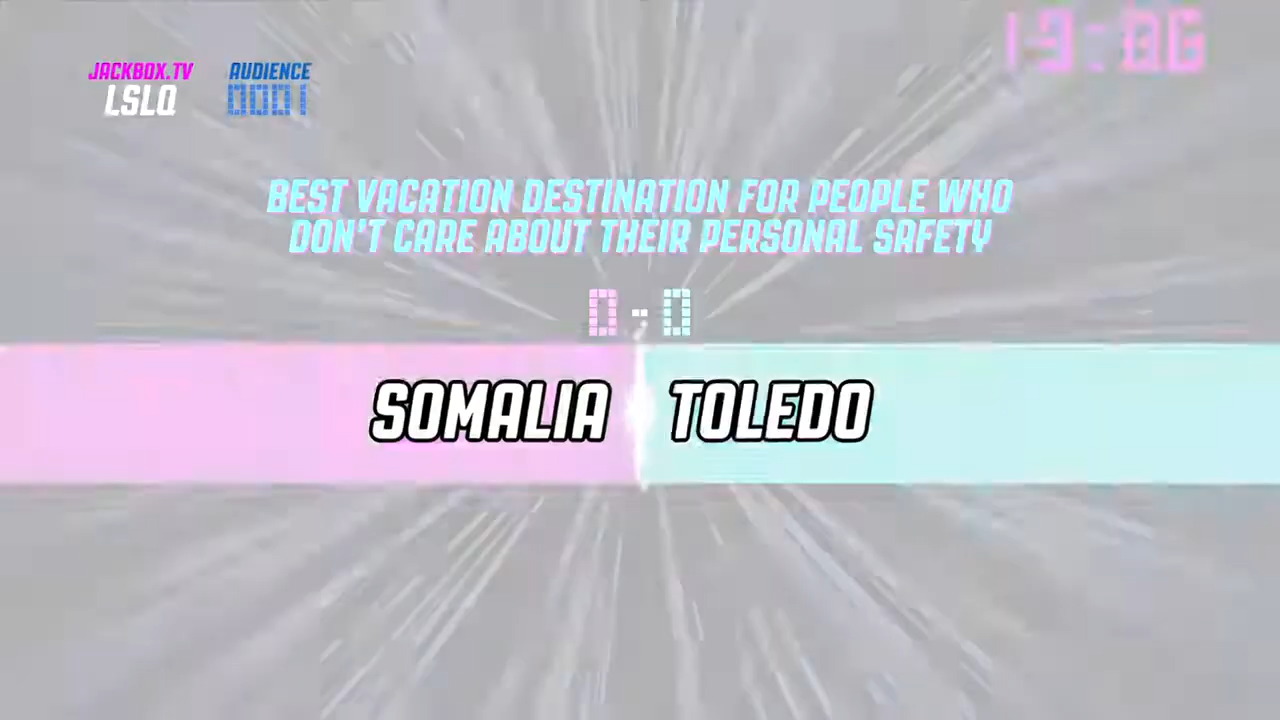 JACKBOX.TV
LSLQ
AUDIENCE
0001
BEST VACATION DESTINATION FOR PEOPLE WHO
DON'T CARE ABOUT THEIR PERSONAL SAFETY
0 - 0
SOMALIA
TOLEDO